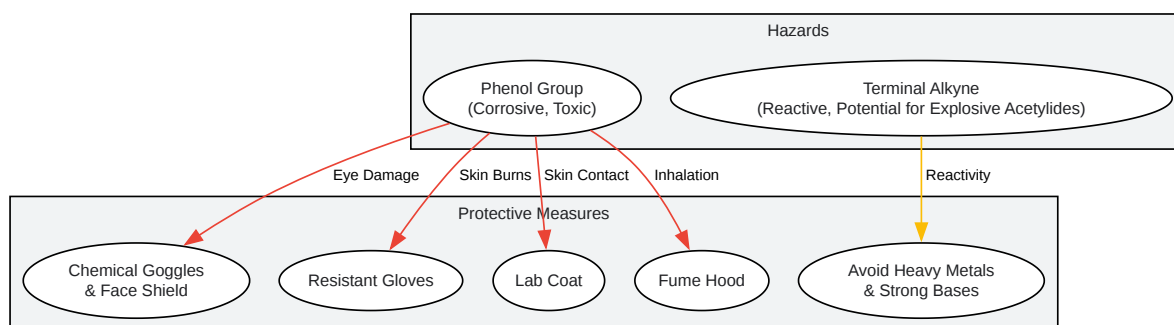 Hazards
Phenol Group
(Corrosive, Toxic)
Terminal Alkyne
(Reactive, Potential for Explosive Acetylides)
Eye Damage
Skin Burns
Skin Contact
Inhalation
Reactivity
Protective Measures
Chemical Goggles
& Face Shield
Resistant Gloves
Lab Coat
Fume Hood
Avoid Heavy Metals
& Strong Bases